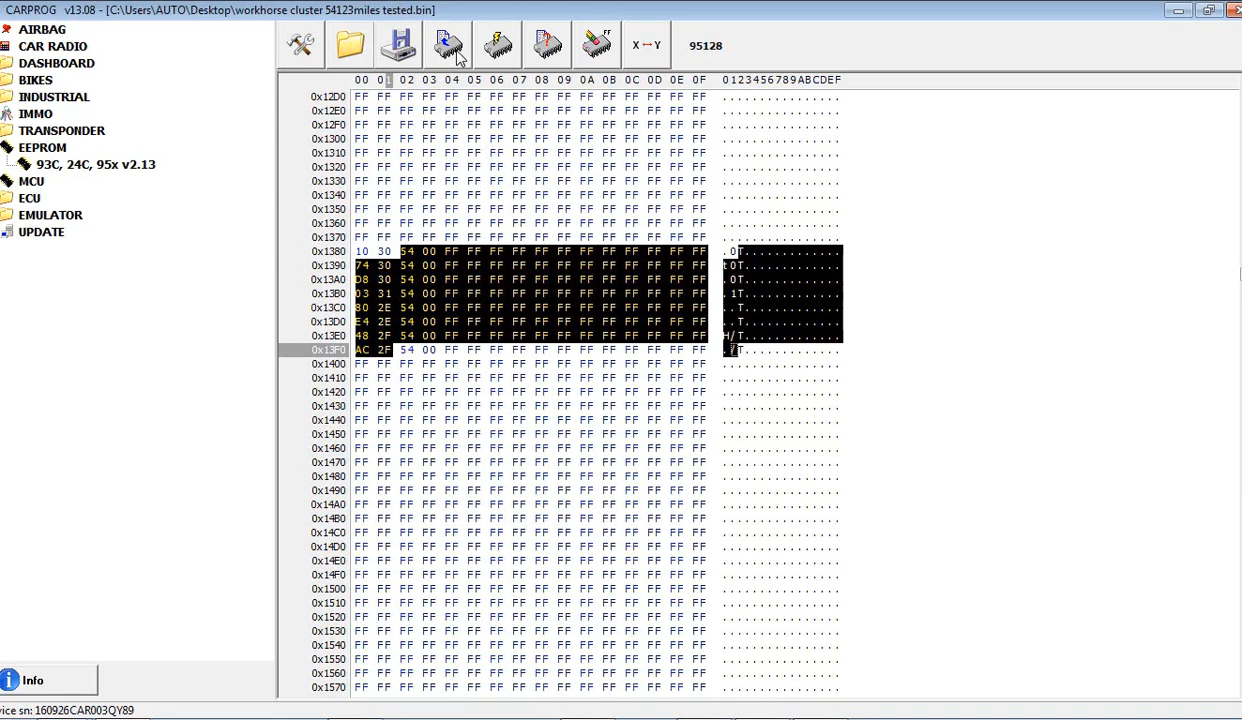 CARPROG v13.08 - [C:\Users\AUTO\Desktop\workhorse cluster 54123miles tested.bin]
AIRBAG
CAR RADIO
DASHBOARD
BIKES
INDUSTRIAL
IMMO
TRANSPONDER
EEPROM
93C, 24C, 95x v2.13
MCU
ECU
EMULATOR
UPDATE
FF
?
X↔Y
95128
00 01 02 03 04 05 06 07 08 09 0A 0B 0C 0D 0E 0F 0123456789ABCDEF
0x12D0 FF FF FF FF FF FF FF FF FF FF FF FF FF FF FF FF ................
0x12E0 FF FF FF FF FF FF FF FF FF FF FF FF FF FF FF FF ................
0x12F0 FF FF FF FF FF FF FF FF FF FF FF FF FF FF FF FF ................
0x1300 FF FF FF FF FF FF FF FF FF FF FF FF FF FF FF FF ................
0x1310 FF FF FF FF FF FF FF FF FF FF FF FF FF FF FF FF ................
0x1320 FF FF FF FF FF FF FF FF FF FF FF FF FF FF FF FF ................
0x1330 FF FF FF FF FF FF FF FF FF FF FF FF FF FF FF FF ................
0x1340 FF FF FF FF FF FF FF FF FF FF FF FF FF FF FF FF ................
0x1350 FF FF FF FF FF FF FF FF FF FF FF FF FF FF FF FF ................
0x1360 FF FF FF FF FF FF FF FF FF FF FF FF FF FF FF FF ................
0x1370 FF FF FF FF FF FF FF FF FF FF FF FF FF FF FF FF ................
0x1380 10 30 54 00 FF FF FF FF FF FF FF FF FF FF FF FF .0T.............
0x1390 74 30 54 00 FF FF FF FF FF FF FF FF FF FF FF FF t0T.............
0x13A0 D8 30 54 00 FF FF FF FF FF FF FF FF FF FF FF FF .0T.............
0x13B0 03 31 54 00 FF FF FF FF FF FF FF FF FF FF FF FF .1T.............
0x13C0 80 2E 54 00 FF FF FF FF FF FF FF FF FF FF FF FF ..T.............
0x13D0 E4 2E 54 00 FF FF FF FF FF FF FF FF FF FF FF FF ..T.............
0x13E0 48 2F 54 00 FF FF FF FF FF FF FF FF FF FF FF FF H/T.............
0x13F0 AC 2F 54 00 FF FF FF FF FF FF FF FF FF FF FF FF ./T.............
0x1400 FF FF FF FF FF FF FF FF FF FF FF FF FF FF FF FF ................
0x1410 FF FF FF FF FF FF FF FF FF FF FF FF FF FF FF FF ................
0x1420 FF FF FF FF FF FF FF FF FF FF FF FF FF FF FF FF ................
0x1430 FF FF FF FF FF FF FF FF FF FF FF FF FF FF FF FF ................
0x1440 FF FF FF FF FF FF FF FF FF FF FF FF FF FF FF FF ................
0x1450 FF FF FF FF FF FF FF FF FF FF FF FF FF FF FF FF ................
0x1460 FF FF FF FF FF FF FF FF FF FF FF FF FF FF FF FF ................
0x1470 FF FF FF FF FF FF FF FF FF FF FF FF FF FF FF FF ................
0x1480 FF FF FF FF FF FF FF FF FF FF FF FF FF FF FF FF ................
0x1490 FF FF FF FF FF FF FF FF FF FF FF FF FF FF FF FF ................
0x14A0 FF FF FF FF FF FF FF FF FF FF FF FF FF FF FF FF ................
0x14B0 FF FF FF FF FF FF FF FF FF FF FF FF FF FF FF FF ................
0x14C0 FF FF FF FF FF FF FF FF FF FF FF FF FF FF FF FF ................
0x14D0 FF FF FF FF FF FF FF FF FF FF FF FF FF FF FF FF ................
0x14E0 FF FF FF FF FF FF FF FF FF FF FF FF FF FF FF FF ................
0x14F0 FF FF FF FF FF FF FF FF FF FF FF FF FF FF FF FF ................
0x1500 FF FF FF FF FF FF FF FF FF FF FF FF FF FF FF FF ................
0x1510 FF FF FF FF FF FF FF FF FF FF FF FF FF FF FF FF ................
0x1520 FF FF FF FF FF FF FF FF FF FF FF FF FF FF FF FF ................
0x1530 FF FF FF FF FF FF FF FF FF FF FF FF FF FF FF FF ................
0x1540 FF FF FF FF FF FF FF FF FF FF FF FF FF FF FF FF ................
0x1550 FF FF FF FF FF FF FF FF FF FF FF FF FF FF FF FF ................
0x1560 FF FF FF FF FF FF FF FF FF FF FF FF FF FF FF FF ................
0x1570 FF FF FF FF FF FF FF FF FF FF FF FF FF FF FF FF ................
Info
vice sn: 160926CAR003QY89